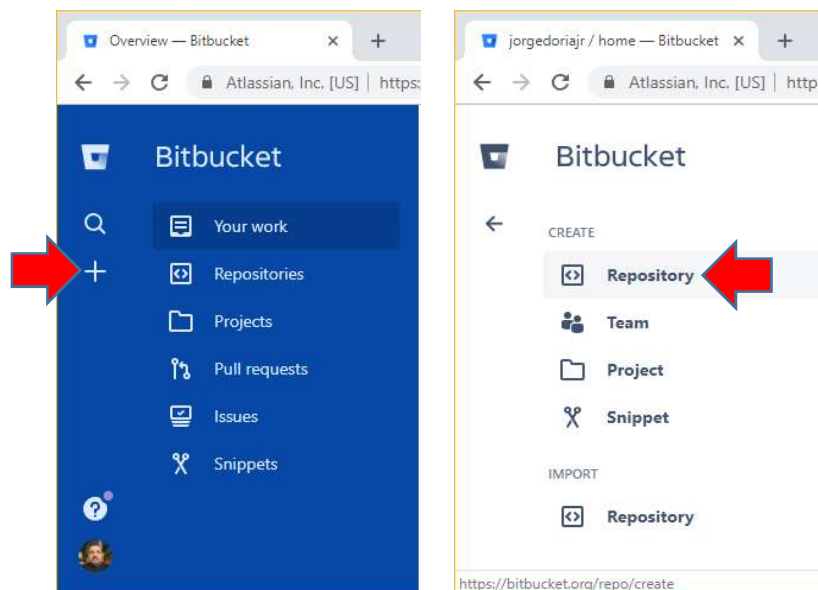 Overview — Bitbucket
Atlassian, Inc. [US] | https:
Bitbucket
Your work
Repositories
Projects
Pull requests
Issues
Snippets
?
jorgedoriajr / home — Bitbucket
Atlassian, Inc. [US] | http
Bitbucket
CREATE
Repository
Team
Project
Snippet
IMPORT
Repository
https://bitbucket.org/repo/create